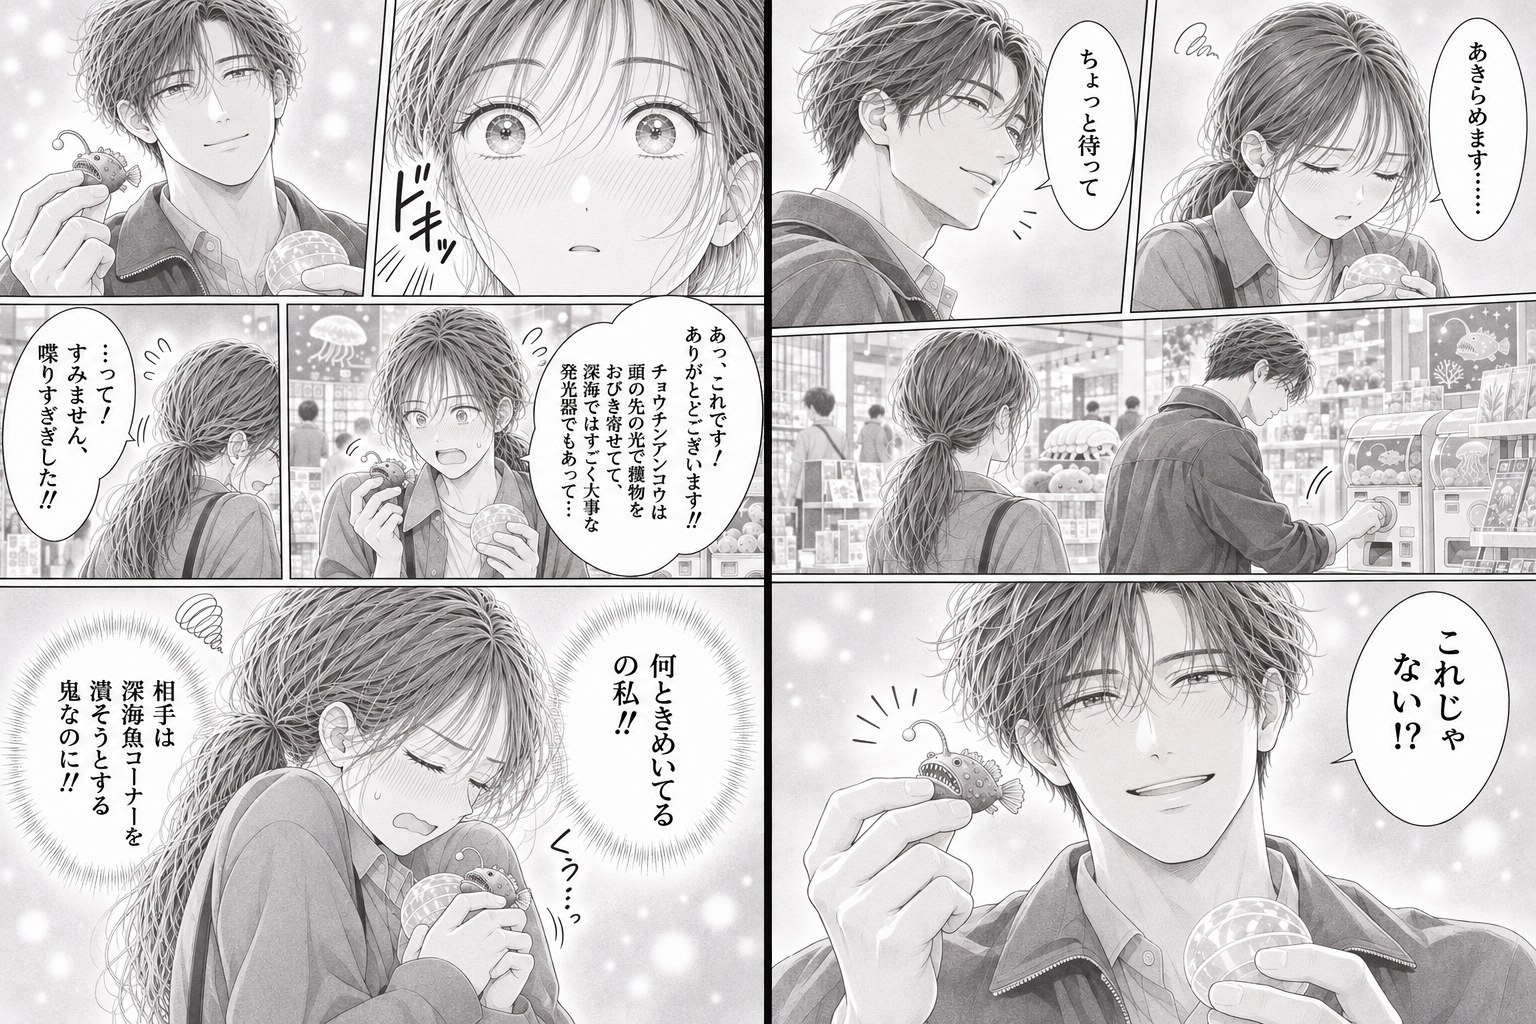 あきらめます……
ちょっと待って
これじゃ
ない!?
ドキッ
あっ、これです！
ありがとどございます!!
チョウチンアンコウは
頭の先の光で獲物を
おびき寄せてて、
深海ではすごく大事な
発光器でもあって…
…って！
すみません、
喋りすぎぎした!!
何ときめいてる
の私!!
くぅ…っ
相手は
深海魚コーナーを
潰そうとする
鬼なのに!!